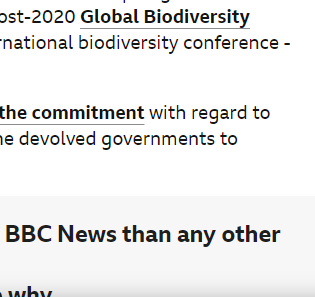 ost-2020 Global Biodiversity
rnational biodiversity conference -
the commitment with regard to
he devolved governments to
BBC News than any other
why